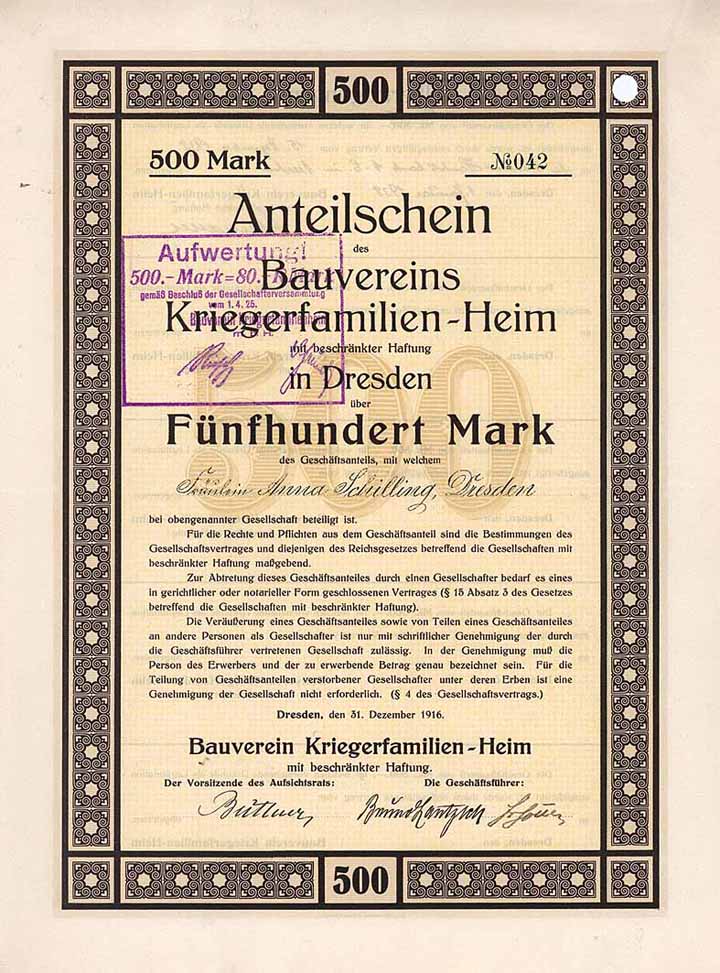 500
500 Mark
№042
Anteilschein
des
Bauvereins
Kriegerfamilien-Heim
mit beschränkter Haftung
in Dresden
über
Fünfhundert Mark
des Geschäftsanteils, mit welchem
Fräulein Anna Schilling, Dresden
bei obengenannter Gesellschaft beteiligt ist.
Für die Rechte und Pflichten aus dem Geschäftsanteil sind die Bestimmungen des
Gesellschaftsvertrages und diejenigen des Reichsgesetzes betreffend die Gesellschaften mit
beschränkter Haftung maßgebend.
Zur Abtretung dieses Geschäftsanteiles durch einen Gesellschafter bedarf es eines
in gerichtlicher oder notarieller Form geschlossenen Vertrages (§ 15 Absatz 3 des Gesetzes
betreffend die Gesellschaften mit beschränkter Haftung).
Die Veräußerung eines Geschäftsanteiles sowie von Teilen eines Geschäftsanteiles
an andere Personen als Gesellschafter ist nur mit schriftlicher Genehmigung der durch
die Geschäftsführer vertretenen Gesellschaft zulässig. In der Genehmigung muß die
Person des Erwerbers und der zu erwerbende Betrag genau bezeichnet sein. Für die
Teilung von Geschäftsanteilen verstorbener Gesellschafter unter deren Erben ist eine
Genehmigung der Gesellschaft nicht erforderlich. (§ 4 des Gesellschaftsvertrags.)
Dresden, den 31. Dezember 1916.
Bauverein Kriegerfamilien-Heim
mit beschränkter Haftung.
Der Vorsitzende des Aufsichtsrats:
Die Geschäftsführer:
Büttner
500
Aufwertung!
500.-Mark=80.-
gemäß Beschluß der Gesellschafterversammlung
vom 1. 4. 25.
Bauverein Kriegerfamilienheim
m. b. H.
500